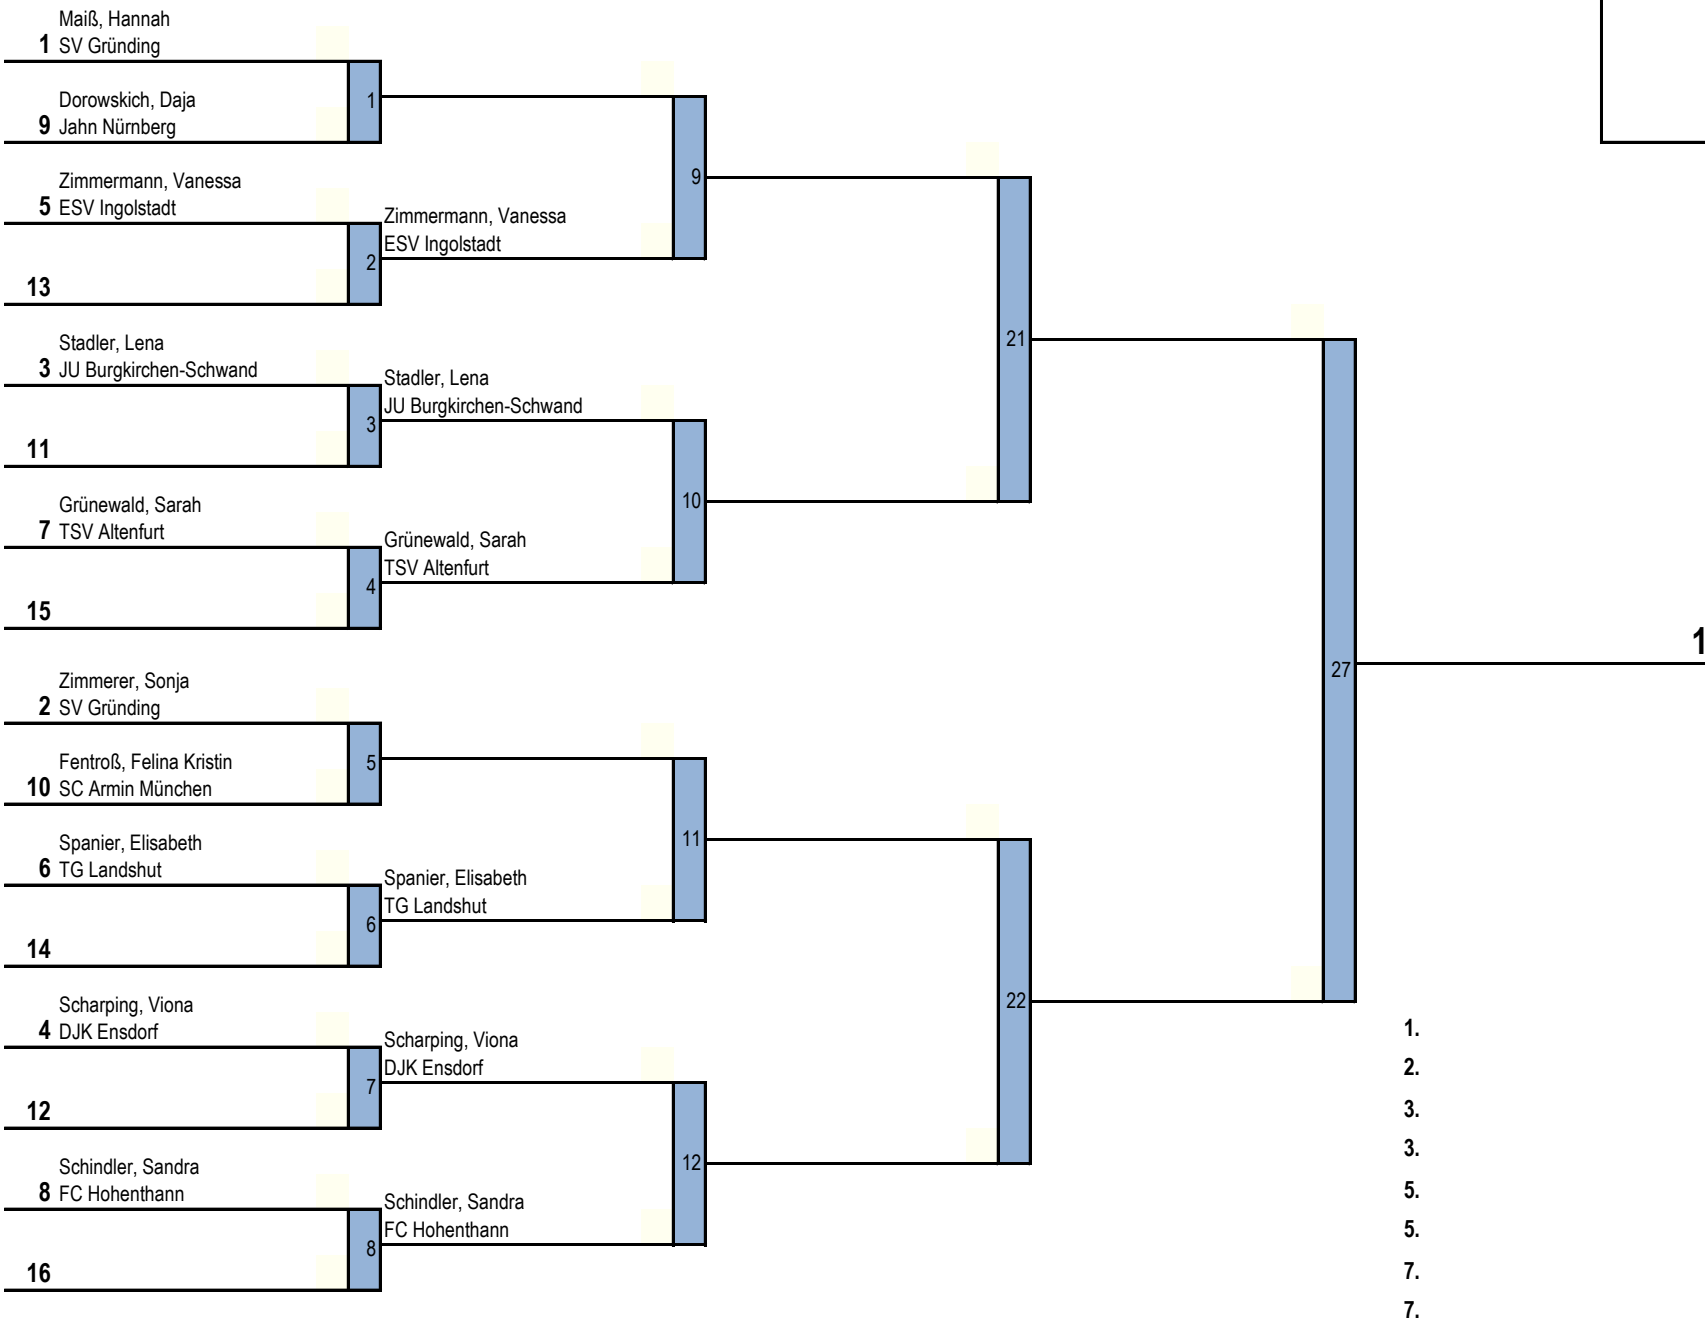 Maiß, Hannah
1 SV Gründing
Dorowskich, Daja
9 Jahn Nürnberg
1
Zimmermann, Vanessa
5 ESV Ingolstadt
13
2
Zimmermann, Vanessa
ESV Ingolstadt
9
Stadler, Lena
3 JU Burgkirchen-Schwand
11
3
Stadler, Lena
JU Burgkirchen-Schwand
Grünewald, Sarah
7 TSV Altenfurt
15
4
Grünewald, Sarah
TSV Altenfurt
10
21
Zimmerer, Sonja
2 SV Gründing
Fentroß, Felina Kristin
10 SC Armin München
5
Spanier, Elisabeth
6 TG Landshut
14
6
Spanier, Elisabeth
TG Landshut
11
Scharping, Viona
4 DJK Ensdorf
12
7
Scharping, Viona
DJK Ensdorf
Schindler, Sandra
8 FC Hohenthann
16
8
Schindler, Sandra
FC Hohenthann
12
22
27
1
1.
2.
3.
3.
5.
5.
7.
7.